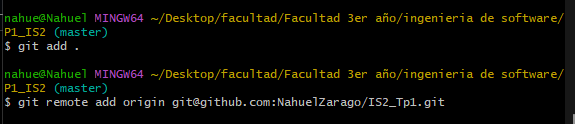 nahue@Nahuel MINGW64 ~/Desktop/facultad/Facultad 3er año/ingenieria de software/
P1_IS2 (master)
$ git add .
nahue@Nahuel MINGW64 ~/Desktop/facultad/Facultad 3er año/ingenieria de software/
P1_IS2 (master)
$ git remote add origin git@github.com:NahuelZarago/IS2_Tp1.git